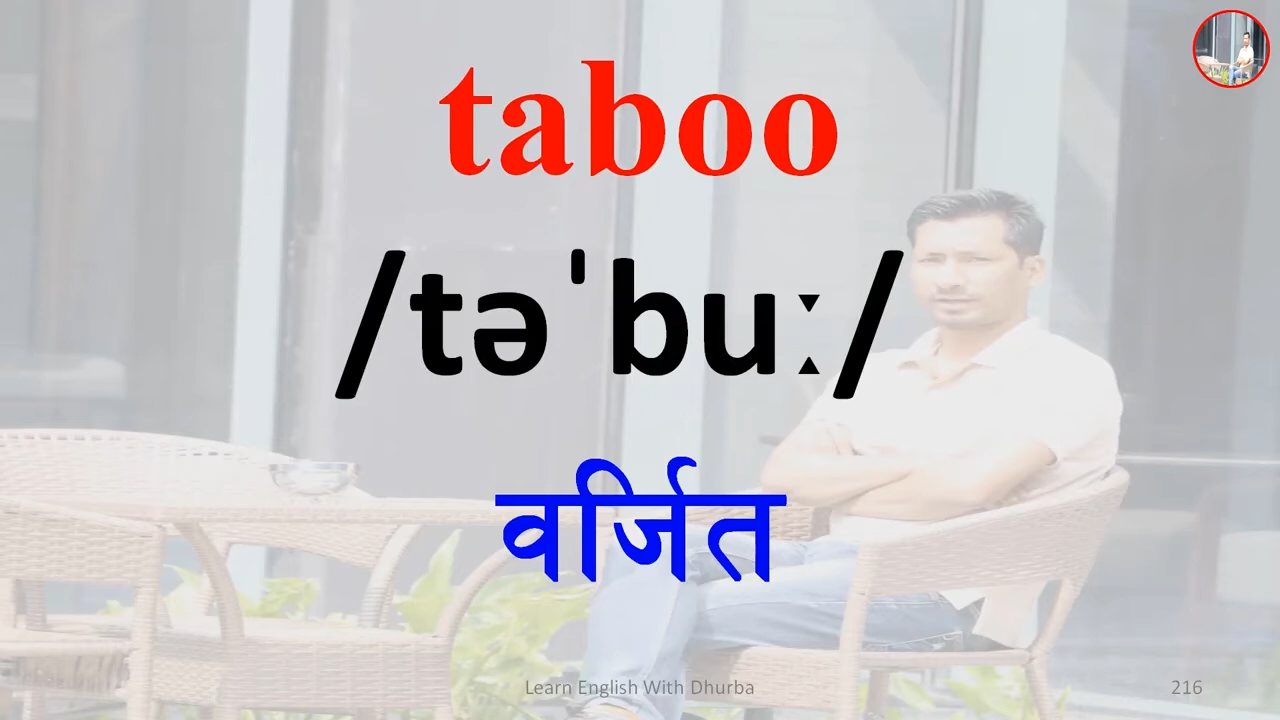 taboo
/təˈbuː/
वर्जित
Learn English With Dhurba
216